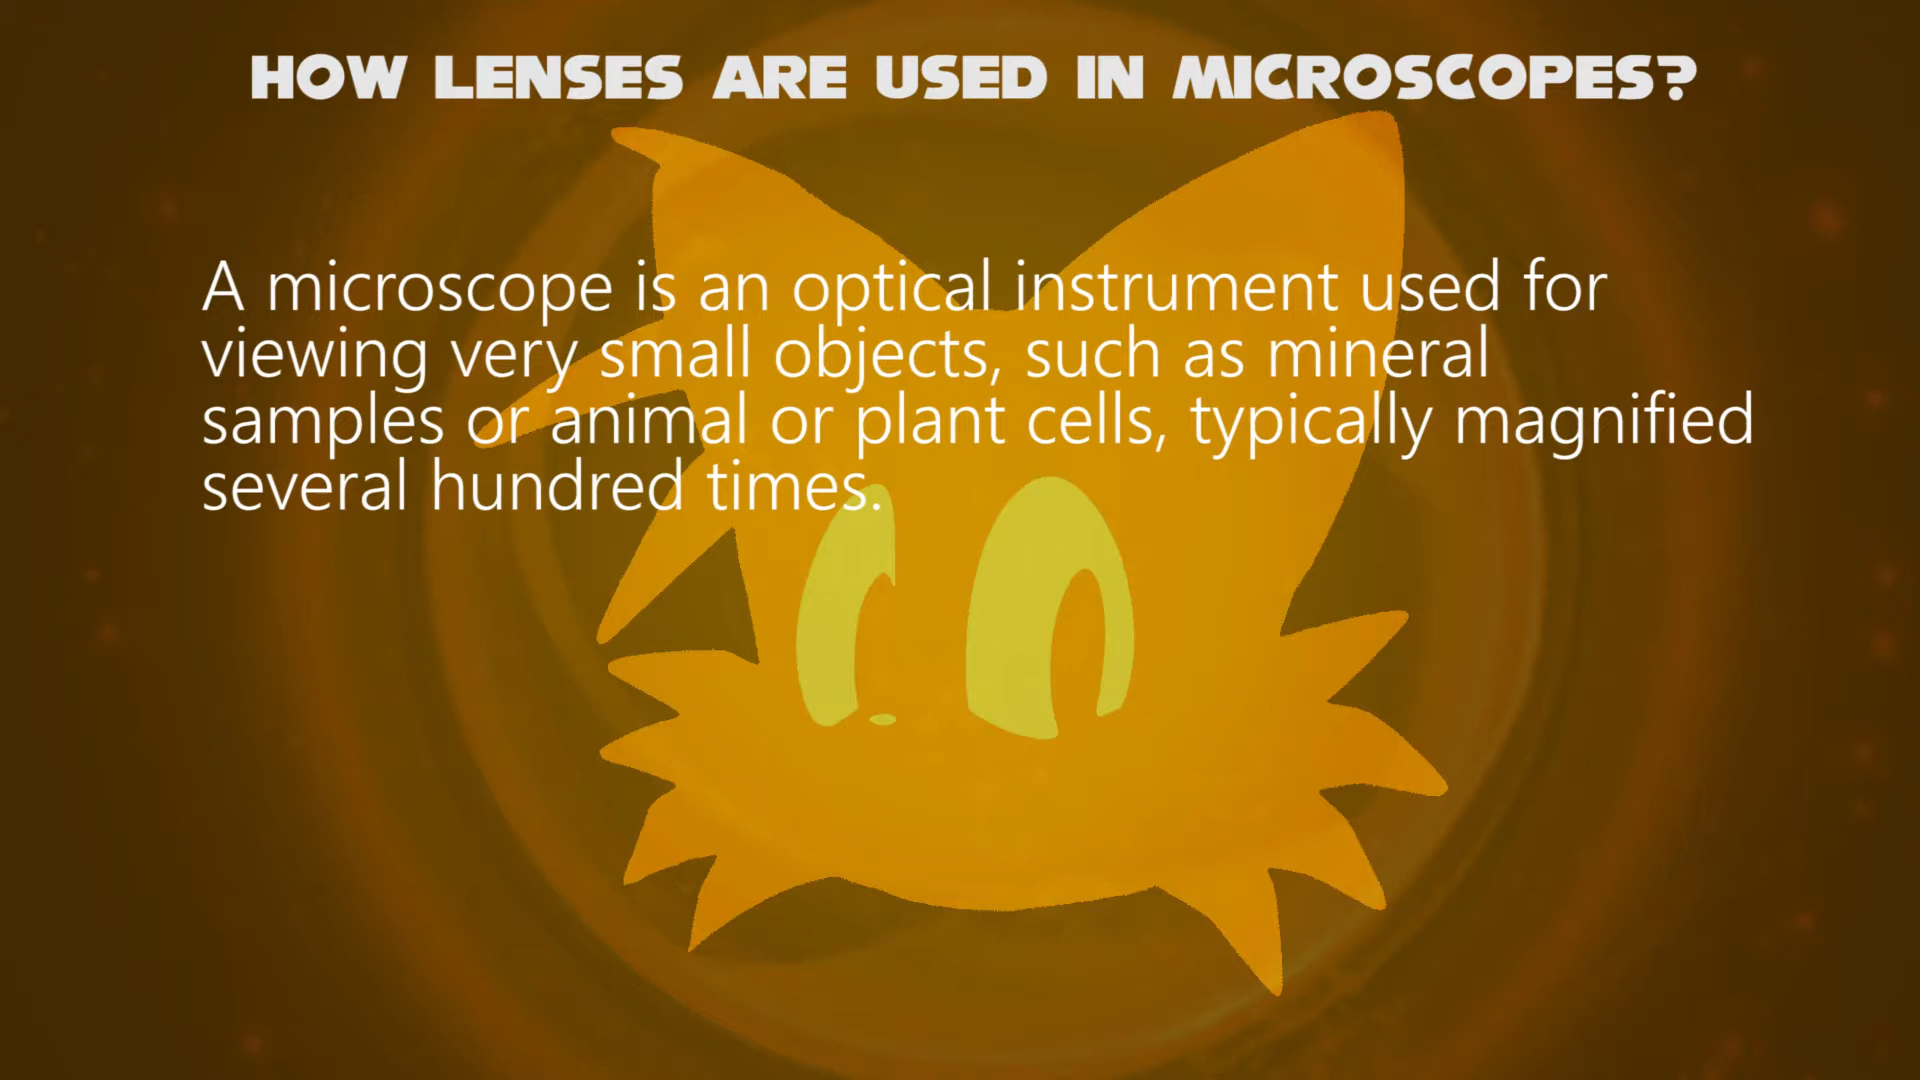 HOW LENSES ARE USED IN MICROSCOPES?
A microscope is an optical instrument used for
viewing very small objects, such as mineral
samples or animal or plant cells, typically magnified
several hundred times.